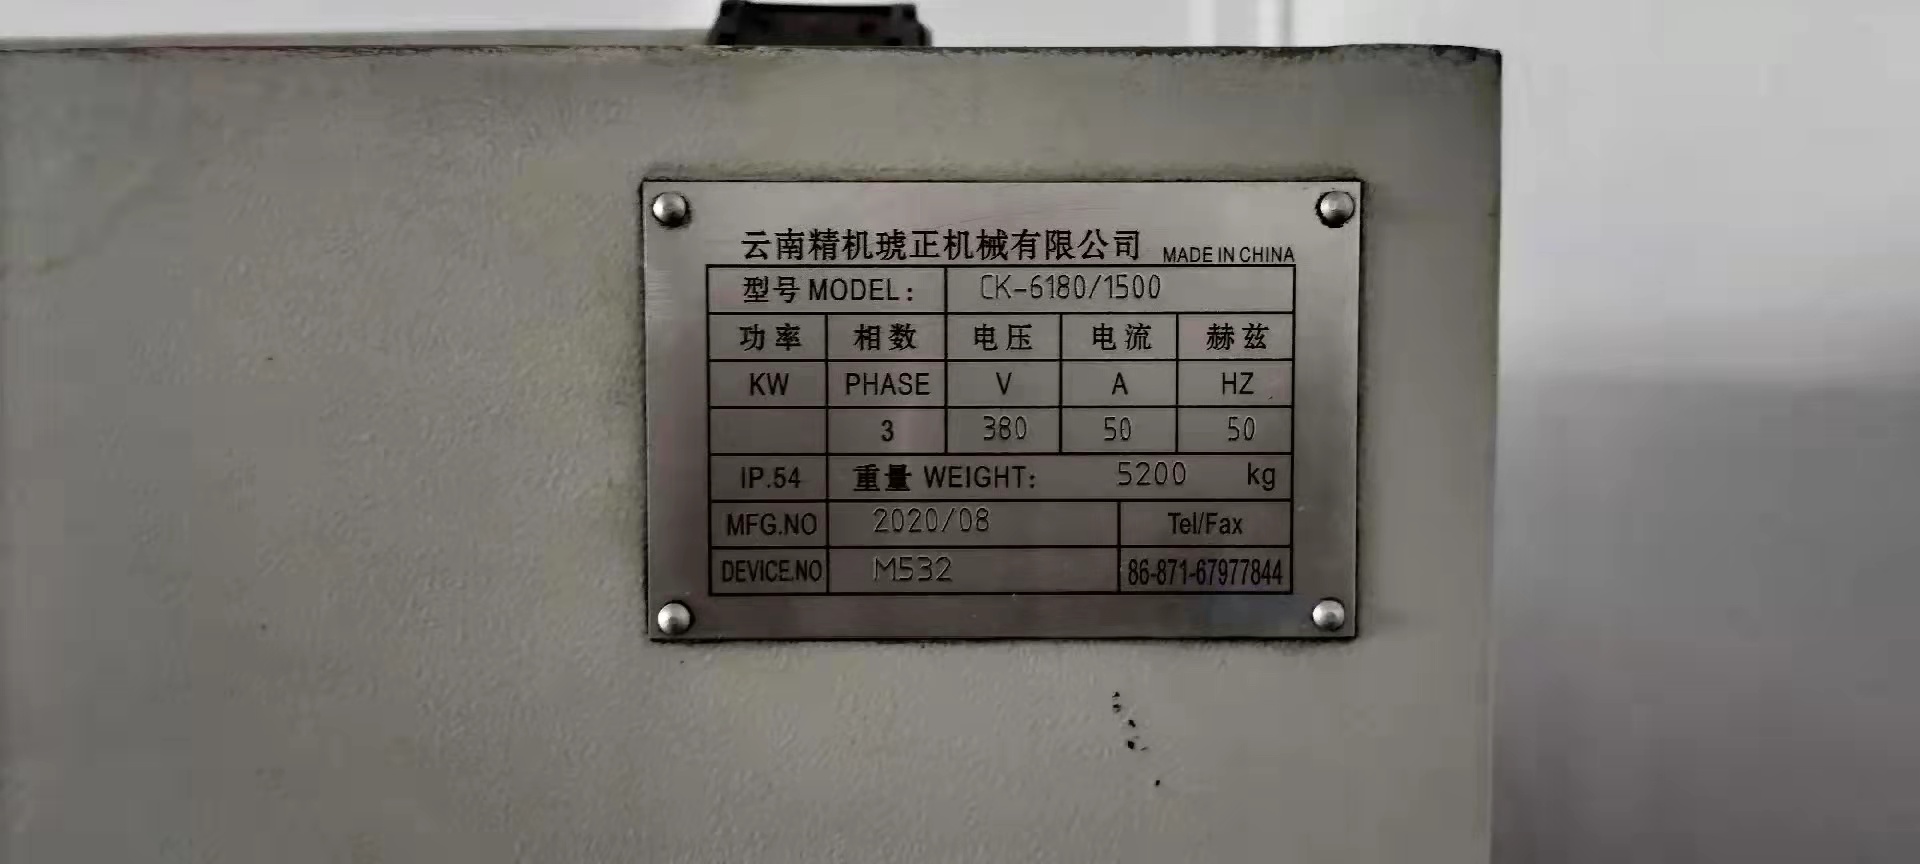 云南精机琥正机械有限公司 MADE IN CHINA
型号 MODEL: CK-6180/1500
功率 相数 电压 电流 赫兹
KW PHASE V A HZ
3 380 50 50
IP.54 重量 WEIGHT: 5200 kg
MFG.NO 2020/08 Tel/Fax
DEVICE.NO M532 86-871-67977844